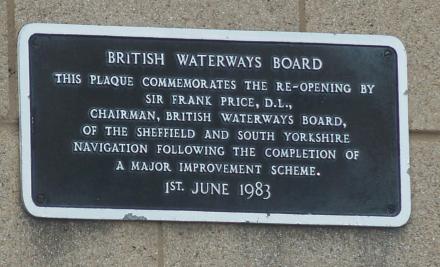 BRITISH WATERWAYS BOARD
THIS PLAQUE COMMEMORATES THE RE-OPENING BY
SIR FRANK PRICE, D.L.,
CHAIRMAN, BRITISH WATERWAYS BOARD,
OF THE SHEFFIELD AND SOUTH YORKSHIRE
NAVIGATION FOLLOWING THE COMPLETION OF
A MAJOR IMPROVEMENT SCHEME.
1ST. JUNE 1983